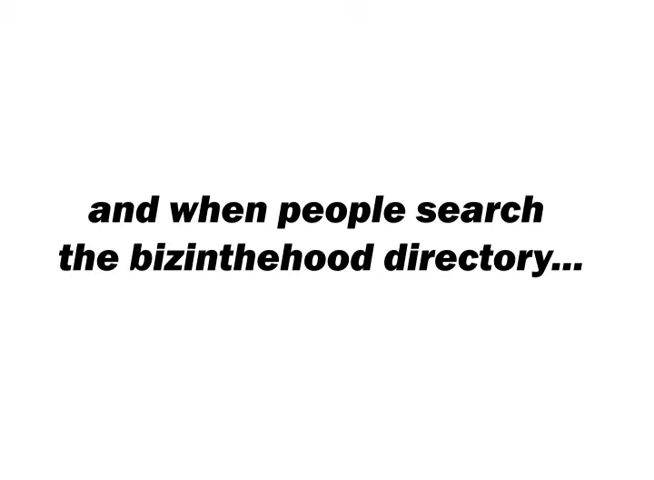 and when people search
the bizinthehood directory...